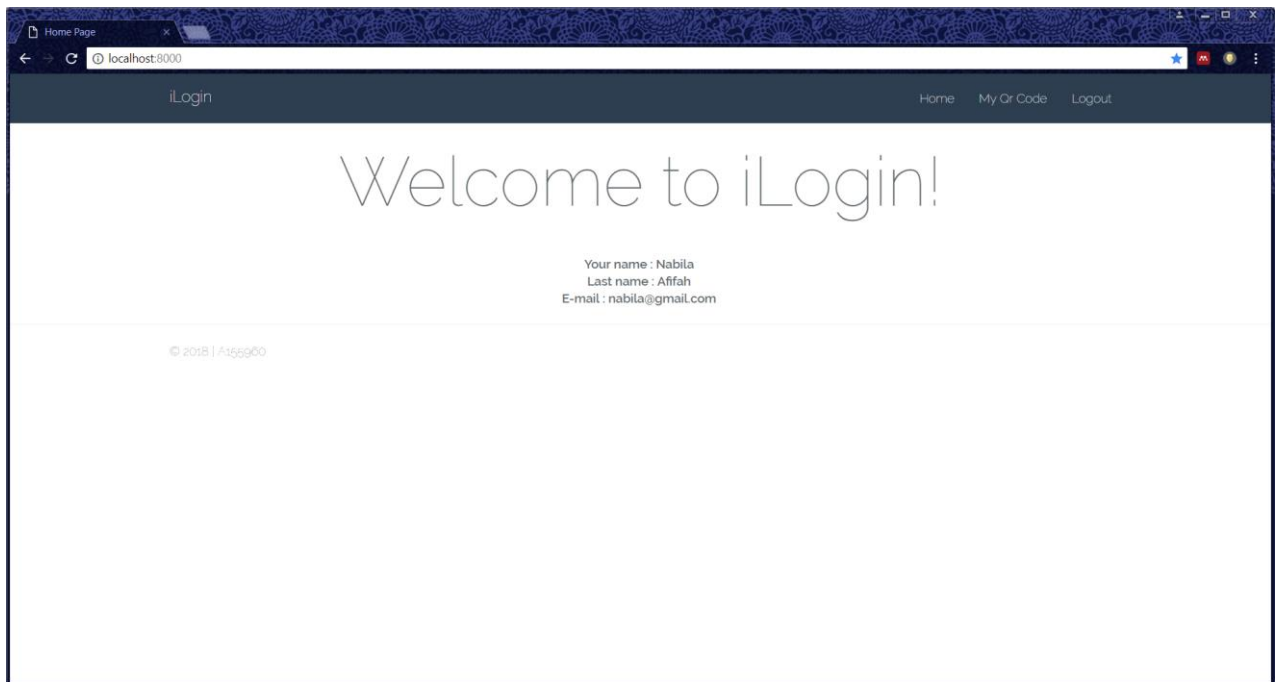 Home Page
localhost:8000
iLogin
Home My Qr Code Logout
Welcome to iLogin!
Your name : Nabila
Last name : Afifah
E-mail : nabila@gmail.com
© 2018 | A155960